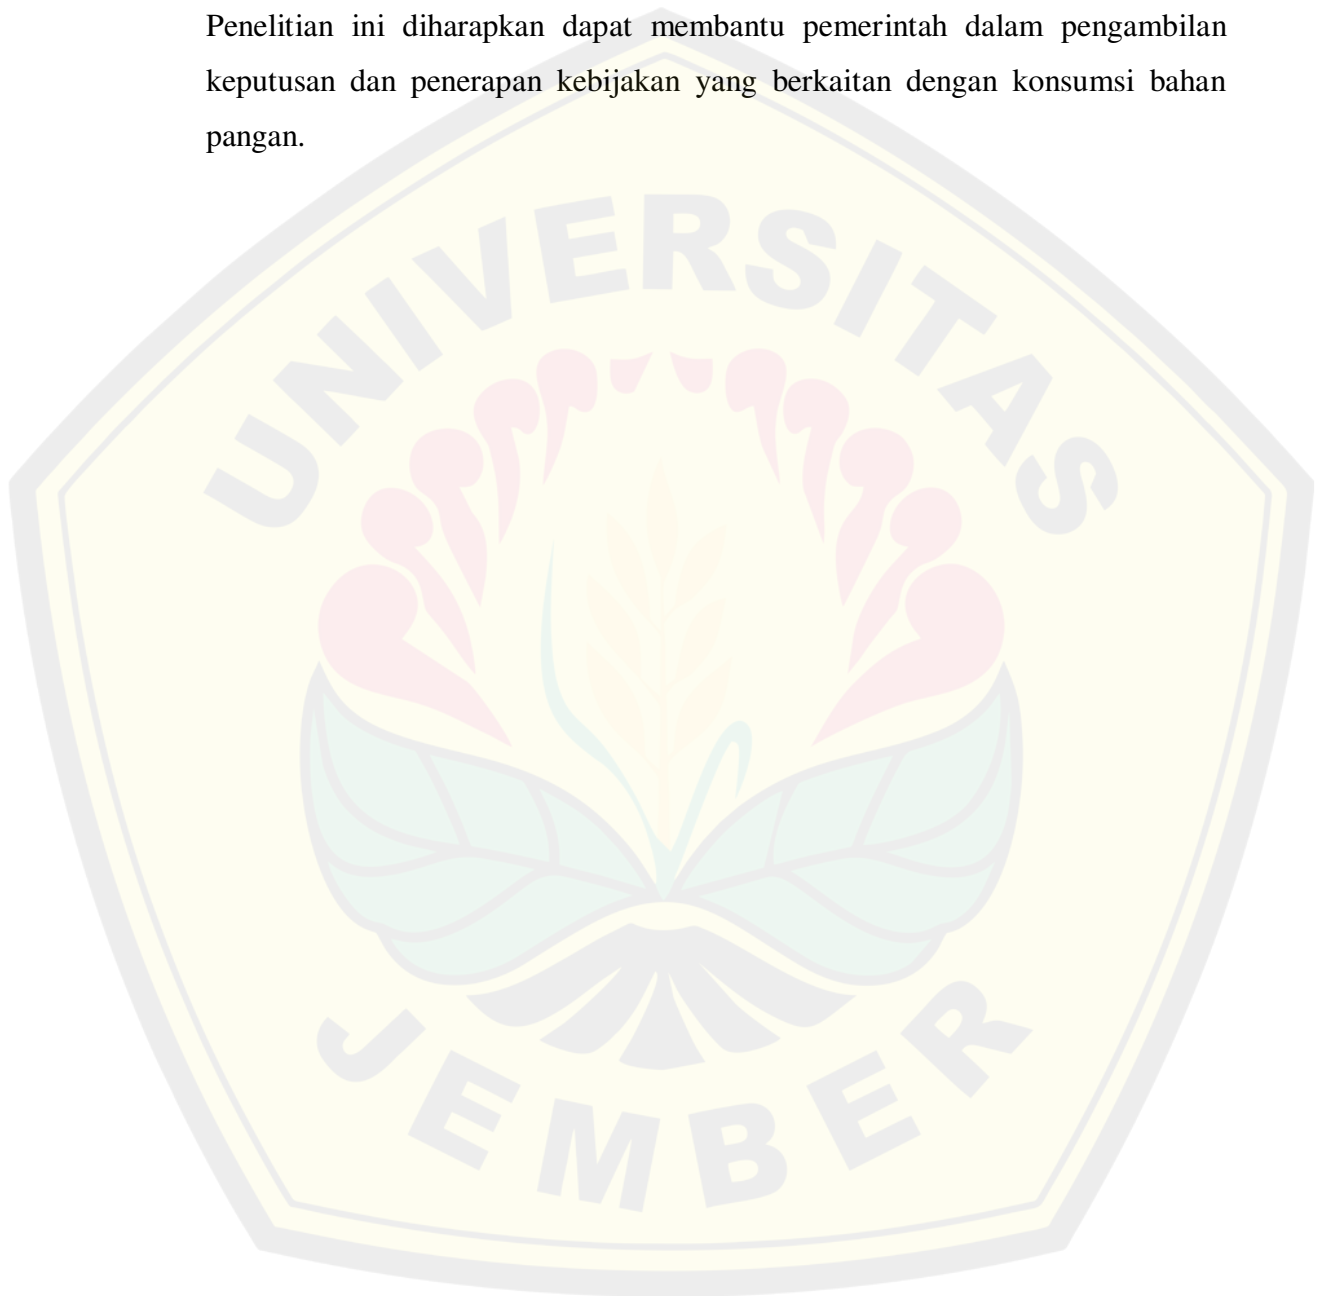 Penelitian ini diharapkan dapat membantu pemerintah dalam pengambilan
keputusan dan penerapan kebijakan yang berkaitan dengan konsumsi bahan
pangan.
UNIVERSITAS
JEMBER